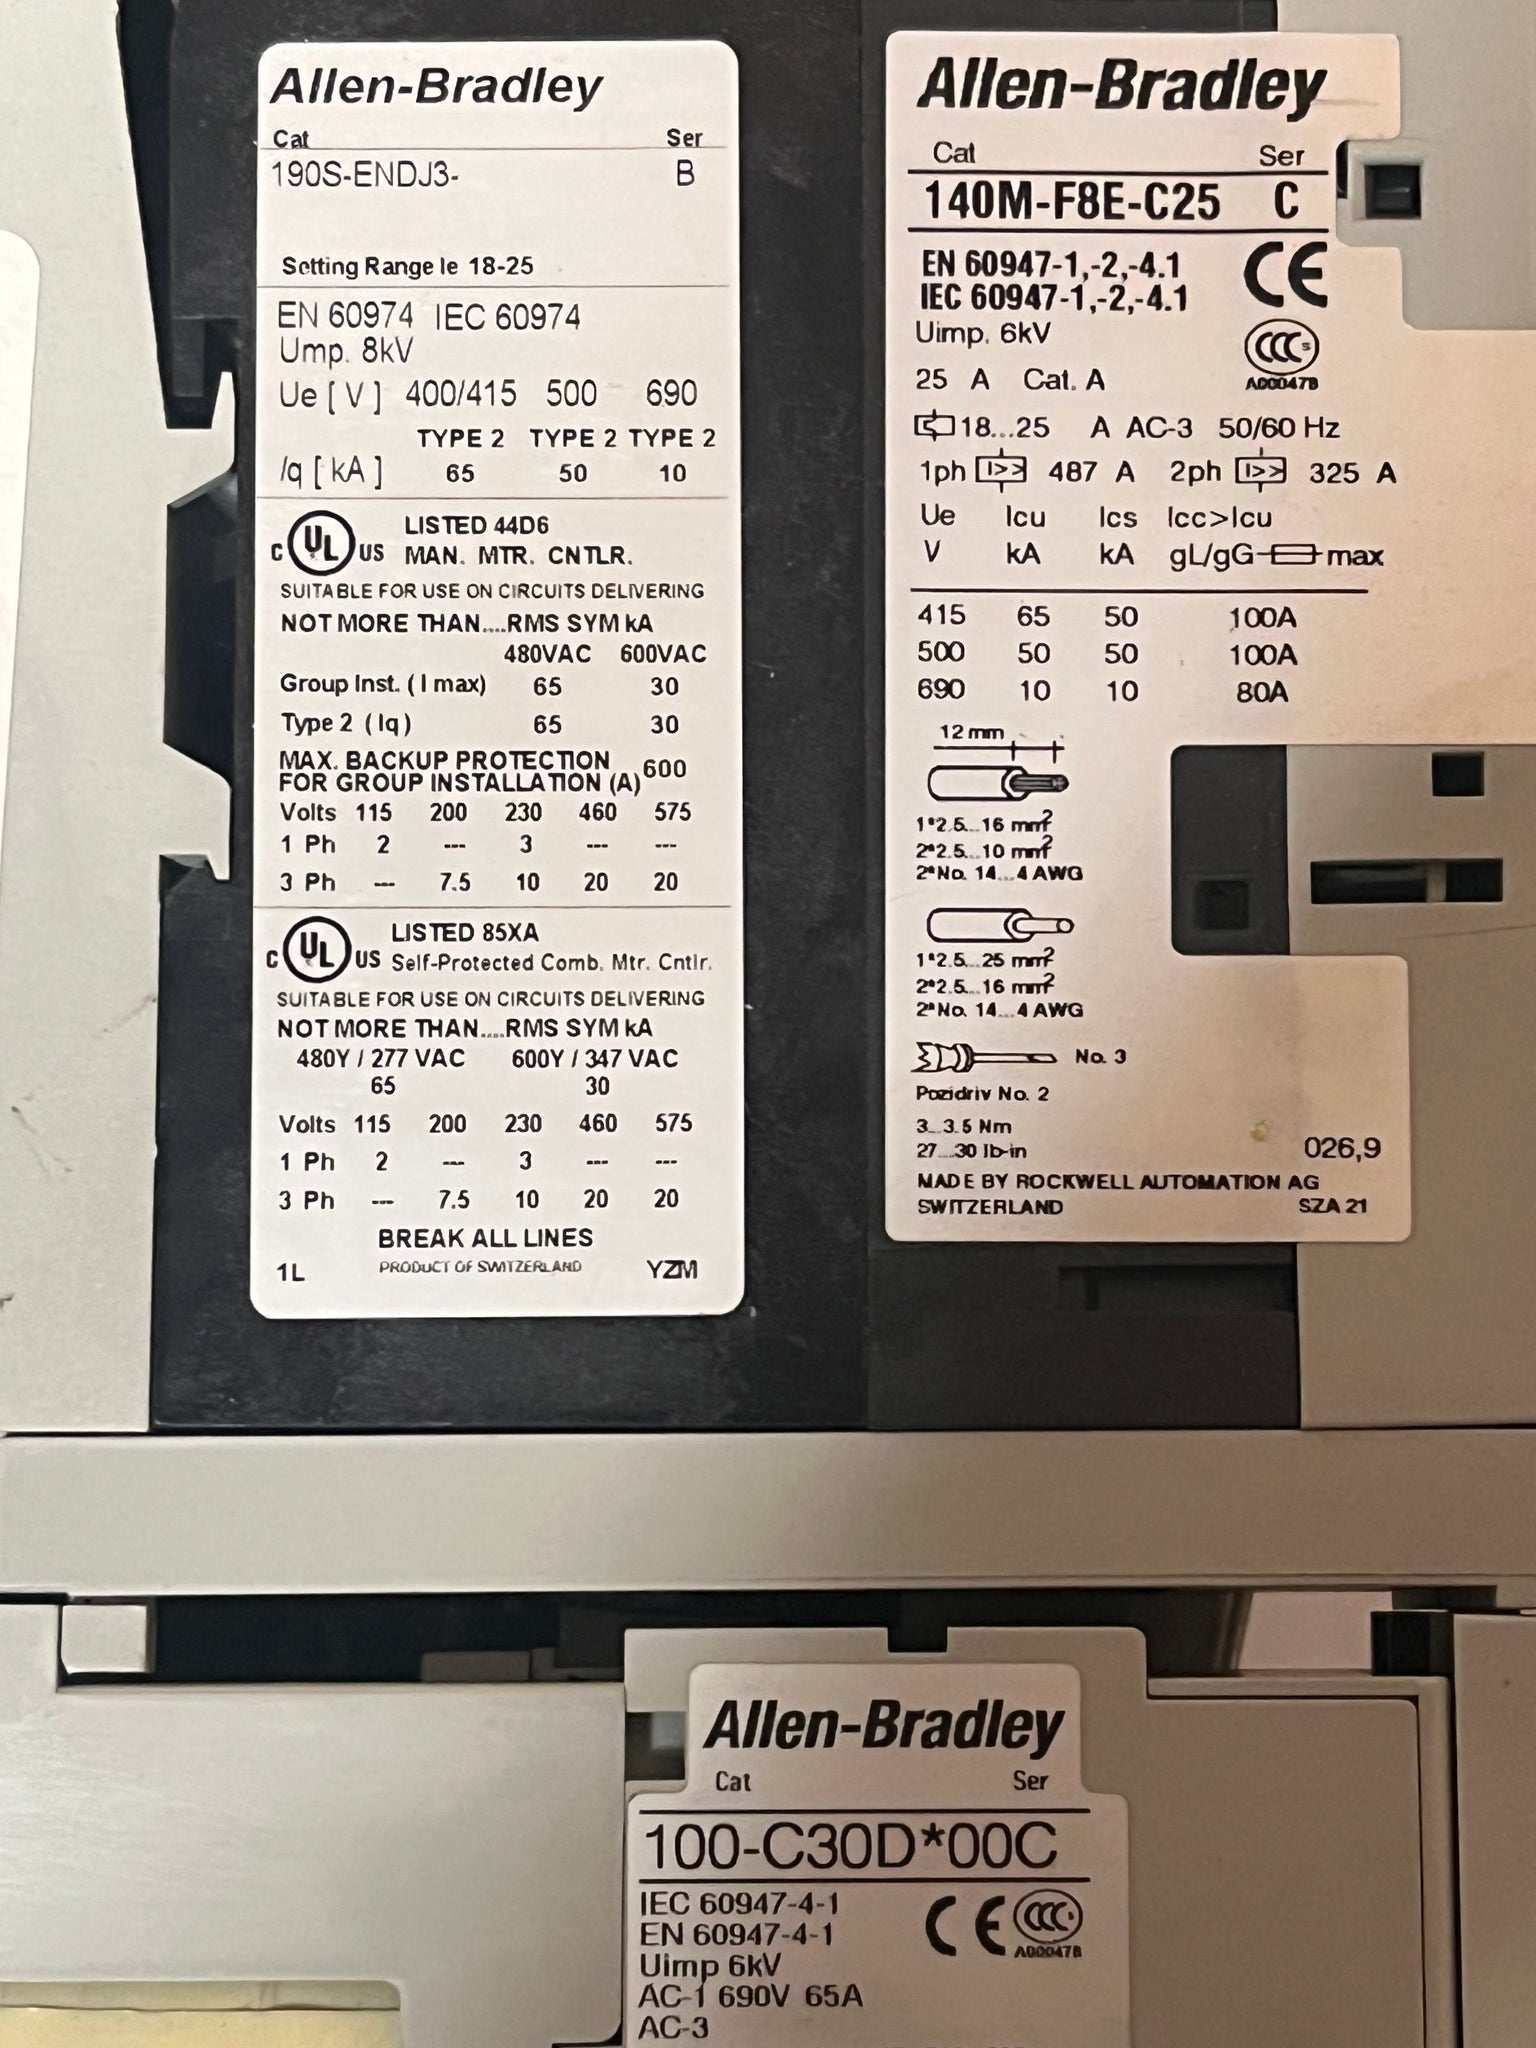 Allen-Bradley
Cat Ser
190S-ENDJ3- B
Setting Range Ie 18-25
EN 60974 IEC 60974
Ump. 8kV
Ue [ V ] 400/415 500 690
TYPE 2 TYPE 2 TYPE 2
Iq [ kA ] 65 50 10
C UL US LISTED 44D6
MAN. MTR. CNTLR.
SUITABLE FOR USE ON CIRCUITS DELIVERING
NOT MORE THAN....RMS SYM kA
480VAC 600VAC
Group Inst. ( I max) 65 30
Type 2 ( Iq ) 65 30
MAX. BACKUP PROTECTION
FOR GROUP INSTALLATION (A) 600
Volts 115 200 230 460 575
1 Ph 2 --- 3 --- ---
3 Ph --- 7.5 10 20 20
C UL US LISTED 85XA
Self-Protected Comb. Mtr. Cntlr.
SUITABLE FOR USE ON CIRCUITS DELIVERING
NOT MORE THAN....RMS SYM kA
480Y / 277 VAC 600Y / 347 VAC
65 30
Volts 115 200 230 460 575
1 Ph 2 --- 3 --- ---
3 Ph --- 7.5 10 20 20
BREAK ALL LINES
1L PRODUCT OF SWITZERLAND YZM
Allen-Bradley
Cat Ser
140M-F8E-C25 C
EN 60947-1,-2,-4.1 CE
IEC 60947-1,-2,-4.1
Uimp. 6kV CCC S
25 A Cat. A A00047B
18...25 A AC-3 50/60 Hz
1ph I>> 487 A 2ph I>> 325 A
Ue Icu Ics Icc>Icu
V kA kA gL/gG max
415 65 50 100A
500 50 50 100A
690 10 10 80A
12 mm
1*2.5...16 mm²
2*2.5...10 mm²
2*No. 14...4 AWG
1*2.5...25 mm²
2*2.5...16 mm²
2*No. 14...4 AWG
No. 3
Pozidriv No. 2
3...3.5 Nm
27...30 lb-in 026,9
MADE BY ROCKWELL AUTOMATION AG
SWITZERLAND SZA 21
Allen-Bradley
Cat Ser
100-C30D*00C
IEC 60947-4-1 CE CCC
EN 60947-4-1 A00047B
Uimp 6kV
AC-1 690V 65A
AC-3